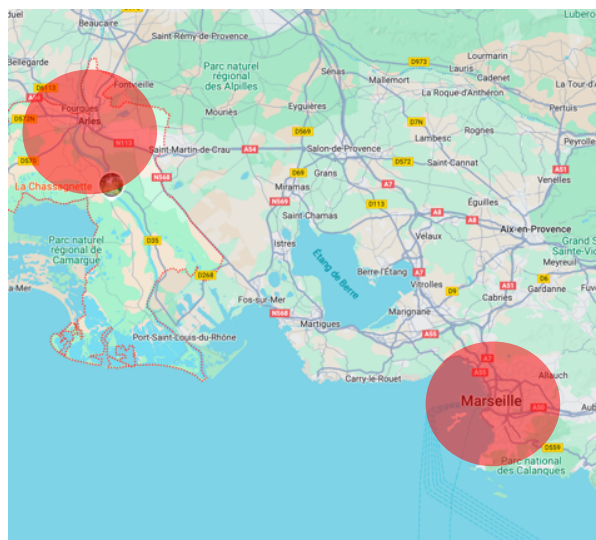 duel
Beaucaire
Saint-Rémy-de-Provence
Luberon
Bellegarde
Parc naturel
régional
des Alpilles
Sénas
D973
Lourmarin
Lauris
Cadenet
Mallemort
La Roque-d'Anthéron
La Tour-d'A
D6113
Fontvieille
Fourques
Arles
Mouriès
Eyguières
D7N
Pertuis
D572N
D569
Lambesc
Rognes
Peyrolle
N113
Saint-Martin-de-Crau
A54
Salon-de-Provence
D570
D572
Saint-Cannat
A51
Venelles
La Chassagnette
N568
D69
Grans
A7
Miramas
N569
D113
Éguilles
Saint-Chamas
A8
A8
Aix-en-Provence
Parc naturel
régional de
Camargue
D35
Istres
Velaux
Grand S
Sainte-Vic
Étang de Berre
Berre-l'Étang
A7
Meyreuil
D268
Vitrolles
A51
D6
Gardanne
a-Mer
Fos-sur-Mer
D9
Cabriès
Fuv
N568
Marignane
Martigues
A55
Port-Saint-Louis-du-Rhône
A7
Carry-le-Rouet
A55
Allauch
Marseille
A50
Aub
D559
Parc national
des Calanques